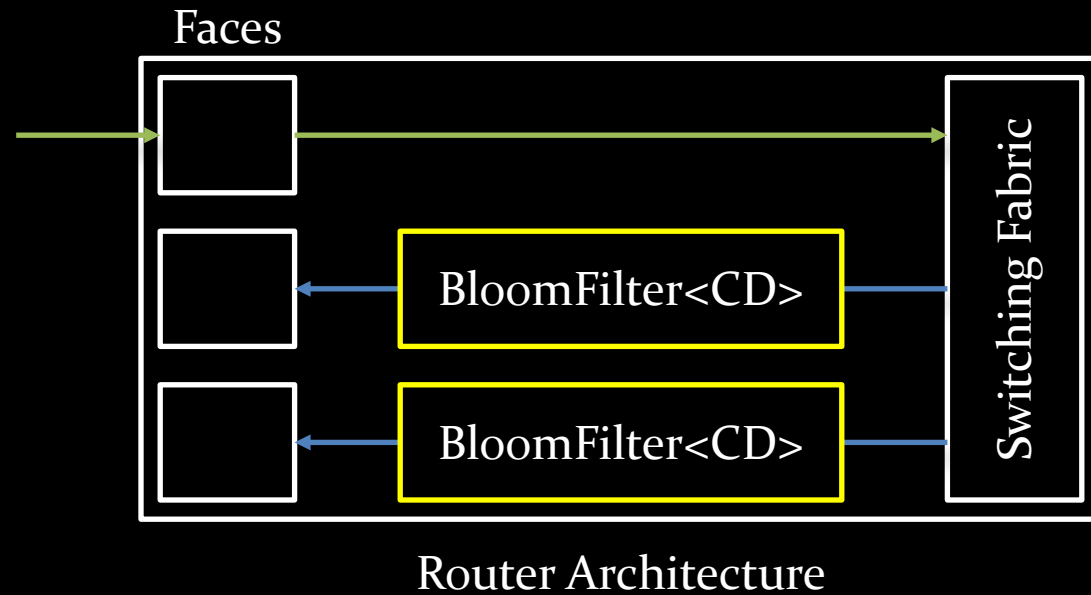 Faces
BloomFilter<CD>
BloomFilter<CD>
Switching Fabric
Router Architecture